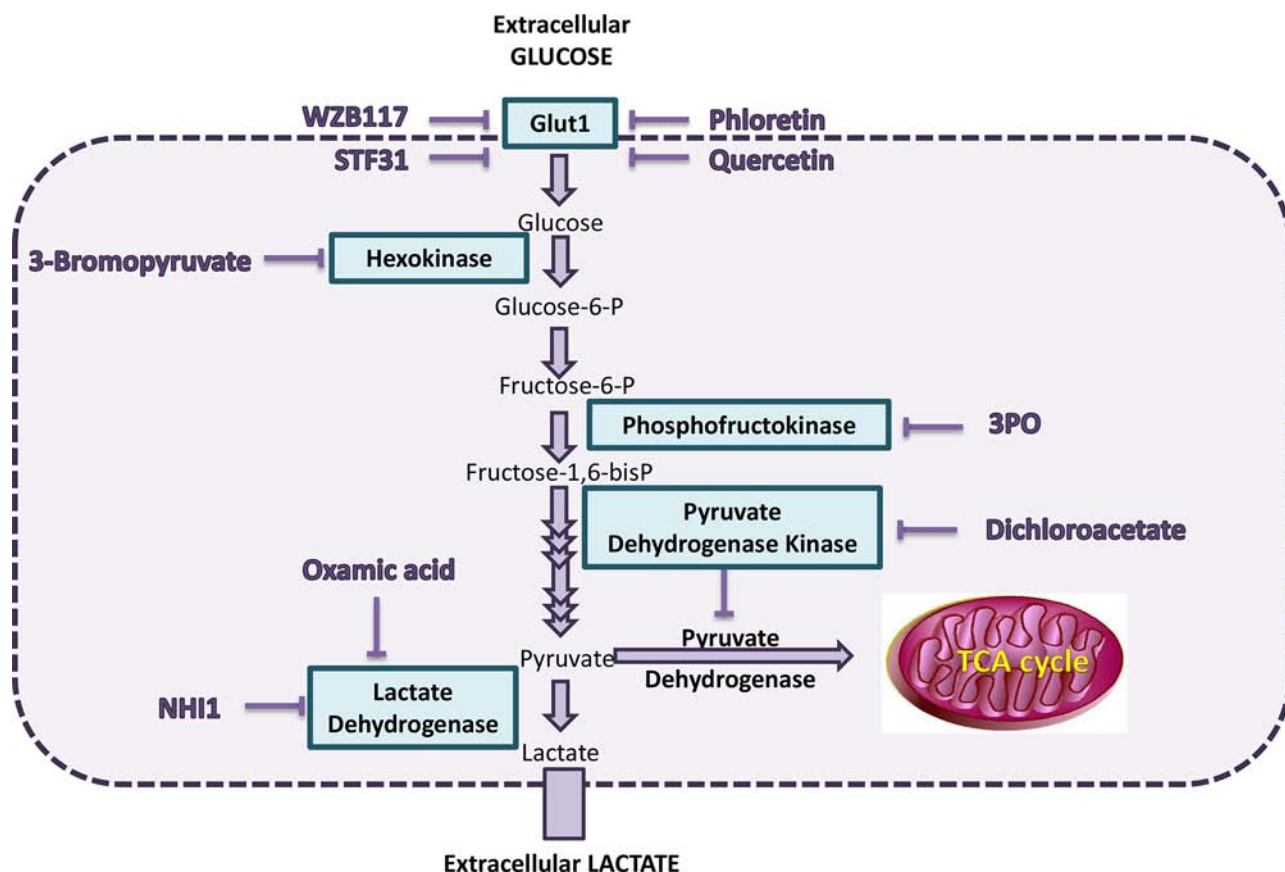 Extracellular
GLUCOSE
WZB117
Glut1
Phloretin
STF31
Quercetin
Glucose
3-Bromopyruvate
Hexokinase
Glucose-6-P
Fructose-6-P
Phosphofructokinase
3PO
Fructose-1,6-bisP
Pyruvate
Dehydrogenase Kinase
Dichloroacetate
Oxamic acid
Pyruvate
Pyruvate
Dehydrogenase
TCA cycle
NHI1
Lactate
Dehydrogenase
Lactate
Extracellular LACTATE